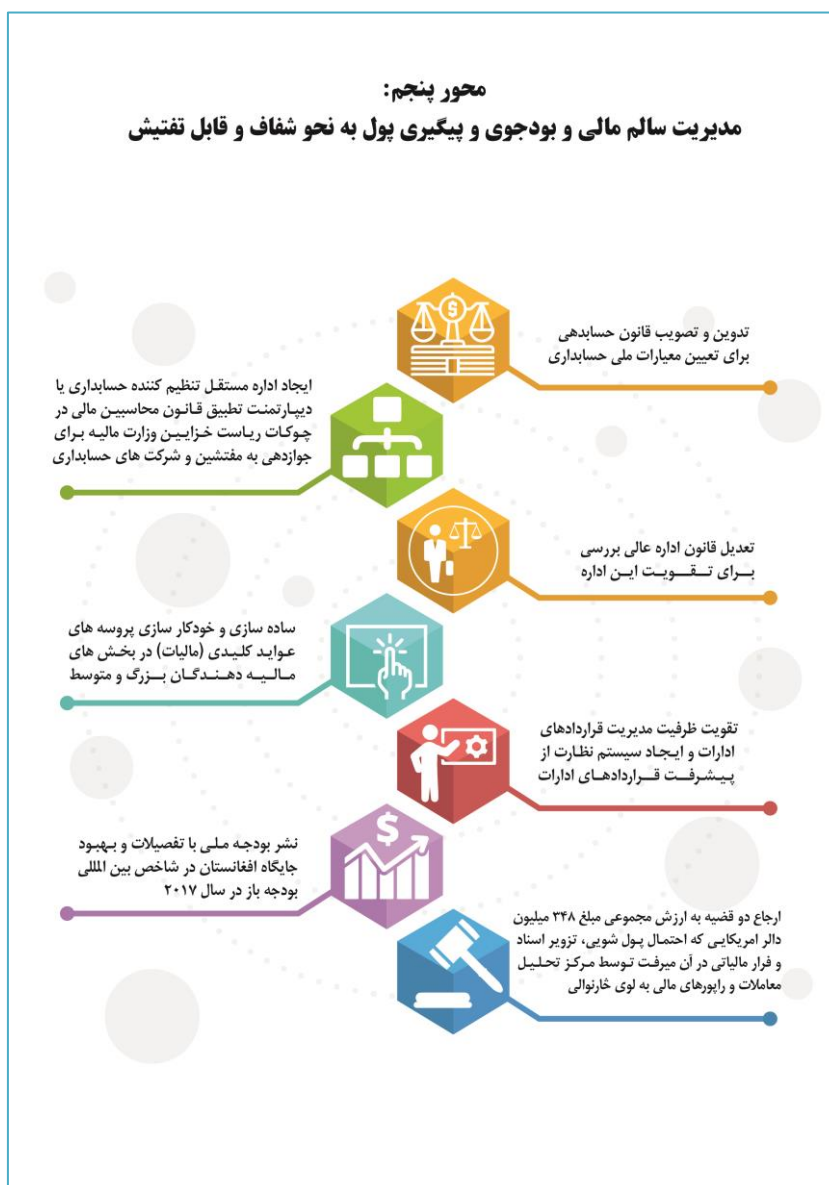 محور پنجم:
مدیریت سالم مالی و بودجوی و پیگیری پول به نحو شفاف و قابل تفتیش
تدوین و تصویب قانون حسابدهی
برای تعیین معیارات ملی حسابداری
ایجاد اداره مستقل تنظیم کننده حسابداری یا
دیپارتمنت تطبیق قانون محاسبین مالی در
چوکات ریاست خزایین وزارت مالیه برای
جوازدهی به مفتشین و شرکت های حسابداری
تعدیل قانون اداره عالی بررسی
برای تقویت این اداره
ساده سازی و خودکار سازی پروسه های
عواید کلیدی (مالیات) در بخش های
مالیه دهندگان بزرگ و متوسط
تقویت ظرفیت مدیریت قراردادهای
ادارات و ایجاد سیستم نظارت از
پیشرفت قراردادهای ادارات
نشر بودجه ملی با تفصیلات و بهبود
جایگاه افغانستان در شاخص بین المللی
بودجه باز در سال ۲۰۱۷
ارجاع دو قضیه به ارزش مجموعی مبلغ ۳۴۸ میلیون
دالر امریکایی که احتمال پول شویی، تزویر اسناد
و فرار مالیاتی در آن میرفت توسط مرکز تحلیل
معاملات و راپورهای مالی به لوی څارنوالی